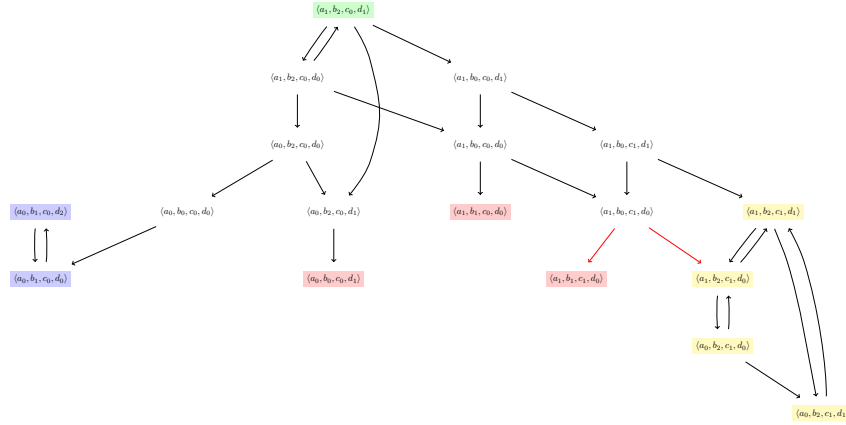 ⟨a₁, b₂, c₀, d₁⟩
⟨a₁, b₂, c₀, d₀⟩ ⟨a₁, b₀, c₀, d₁⟩
⟨a₀, b₂, c₀, d₀⟩ ⟨a₁, b₀, c₀, d₀⟩ ⟨a₁, b₀, c₁, d₁⟩
⟨a₀, b₁, c₀, d₂⟩ ⟨a₀, b₀, c₀, d₀⟩ ⟨a₀, b₂, c₀, d₁⟩ ⟨a₁, b₁, c₀, d₀⟩ ⟨a₁, b₀, c₁, d₀⟩ ⟨a₁, b₂, c₁, d₁⟩
⟨a₀, b₁, c₀, d₀⟩ ⟨a₀, b₀, c₀, d₁⟩ ⟨a₁, b₁, c₁, d₀⟩ ⟨a₁, b₂, c₁, d₀⟩
⟨a₀, b₂, c₁, d₀⟩
⟨a₀, b₂, c₁, d₁